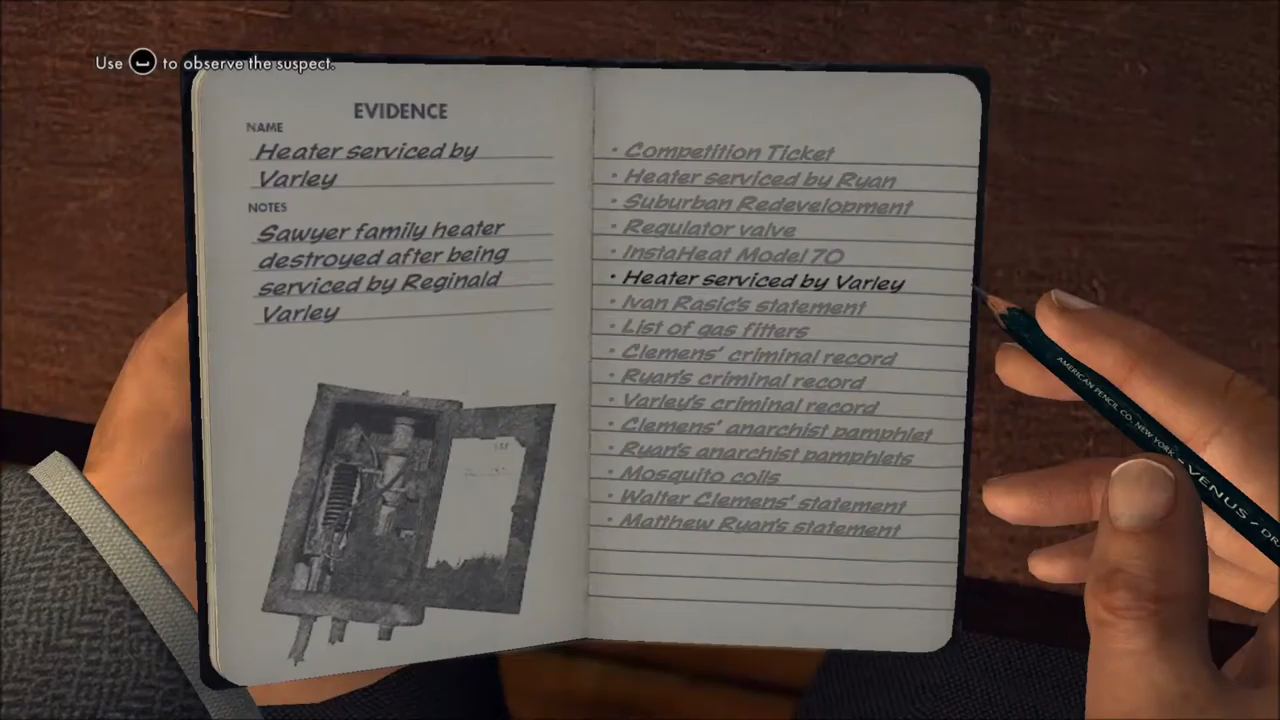 Use to observe the suspect.
EVIDENCE
NAME
Heater serviced by
Varley
NOTES
Sawyer family heater
destroyed after being
serviced by Reginald
Varley
• Competition Ticket
• Heater serviced by Ryan
• Suburban Redevelopment
• Regulator valve
• InstaHeat Model 70
• Heater serviced by Varley
• Ivan Rasic's statement
• List of gas fitters
• Clemens' criminal record
• Ryan's criminal record
• Varley's criminal record
• Clemens' anarchist pamphlet
• Ryan's anarchist pamphlets
• Mosquito coils
• Walter Clemens' statement
• Matthew Ryan's statement
AMERICAN PENCIL CO. NEW YORK VENUS / DR